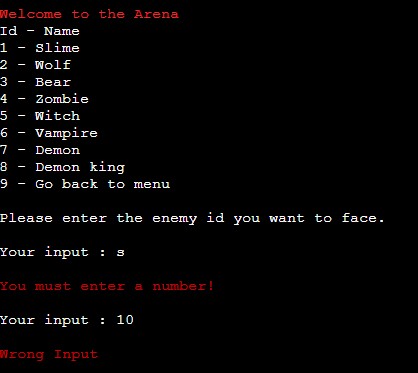 Welcome to the Arena
Id - Name
1 - Slime
2 - Wolf
3 - Bear
4 - Zombie
5 - Witch
6 - Vampire
7 - Demon
8 - Demon king
9 - Go back to menu
Please enter the enemy id you want to face.
Your input : s
You must enter a number!
Your input : 10
Wrong Input